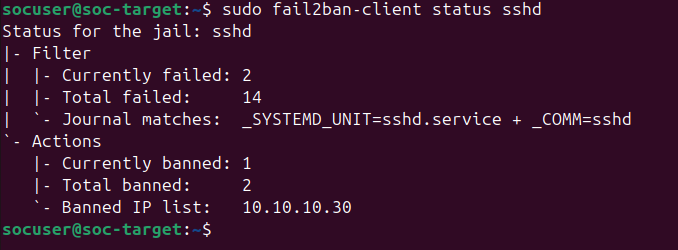 socuser@soc-target:~$ sudo fail2ban-client status sshd
Status for the jail: sshd
|- Filter
|  |- Currently failed: 2
|  |- Total failed:     14
|  `- Journal matches:  _SYSTEMD_UNIT=sshd.service + _COMM=sshd
`- Actions
   |- Currently banned: 1
   |- Total banned:     2
   `- Banned IP list:   10.10.10.30
socuser@soc-target:~$